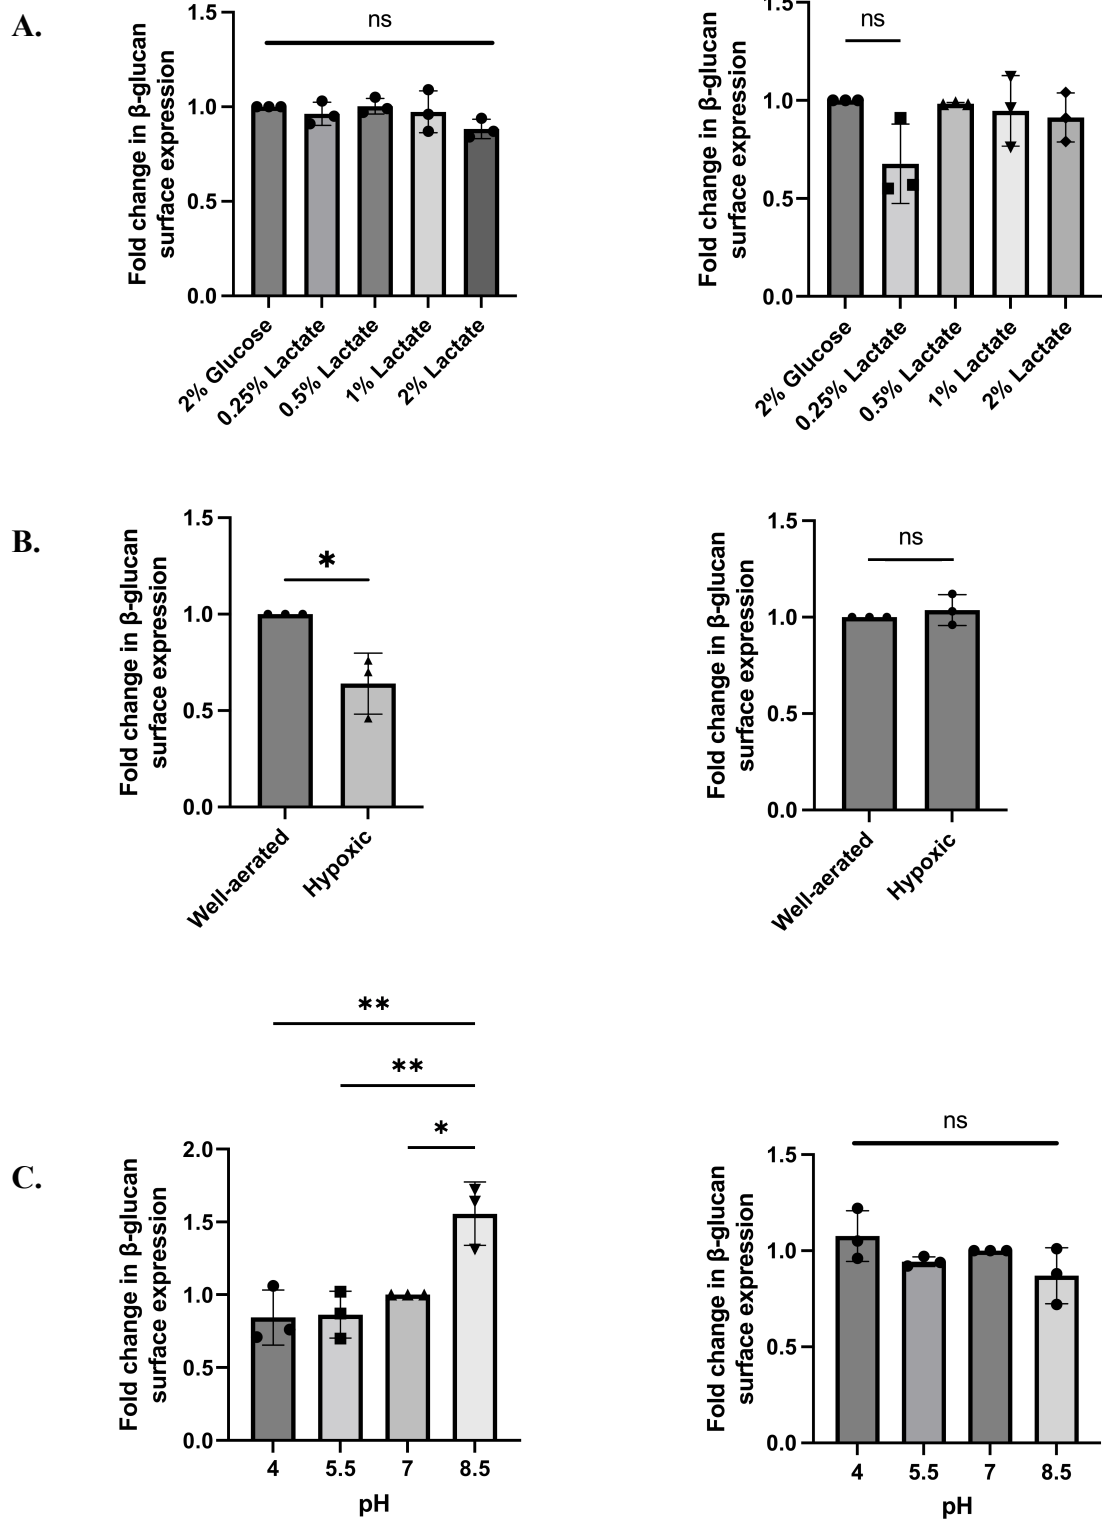 A.
Fold change in β-glucan
surface expression
1.5
1.0
0.5
0.0
ns
2% Glucose
0.25% Lactate
0.5% Lactate
1% Lactate
2% Lactate
Fold change in β-glucan
surface expression
1.5
1.0
0.5
0.0
ns
2% Glucose
0.25% Lactate
0.5% Lactate
1% Lactate
2% Lactate
B.
Fold change in β-glucan
surface expression
1.5
1.0
0.5
0.0
*
Well-aerated
Hypoxic
Fold change in β-glucan
surface expression
1.5
1.0
0.5
0.0
ns
Well-aerated
Hypoxic
C.
Fold change in β-glucan
surface expression
2.0
1.5
1.0
0.5
0.0
**
**
*
4
5.5
7
8.5
pH
Fold change in β-glucan
surface expression
1.5
1.0
0.5
0.0
ns
4
5.5
7
8.5
pH